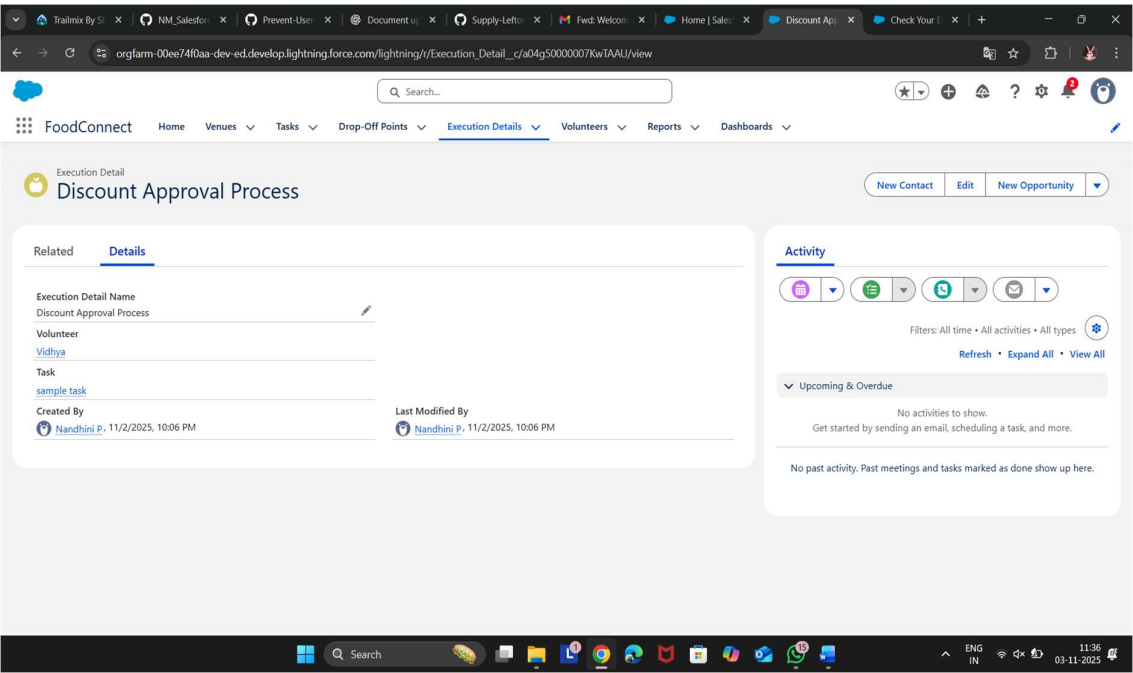 Trailmix By SF
NM_Salesfor
Prevent-User
Document up
Supply-Leftov
Fwd: Welcom
Home | Sales
Discount App
Check Your E
orgfarm-00ee74f0aa-dev-ed.develop.lightning.force.com/lightning/r/Execution_Detail__c/a04g50000007KwTAAU/view
Search...
2
FoodConnect
Home
Venues
Tasks
Drop-Off Points
Execution Details
Volunteers
Reports
Dashboards
Execution Detail
Discount Approval Process
New Contact
Edit
New Opportunity
Related
Details
Execution Detail Name
Discount Approval Process
Volunteer
Vidhya
Task
sample task
Created By
Nandhini P, 11/2/2025, 10:06 PM
Last Modified By
Nandhini P, 11/2/2025, 10:06 PM
Activity
Filters: All time • All activities • All types
Refresh • Expand All • View All
Upcoming & Overdue
No activities to show.
Get started by sending an email, scheduling a task, and more.
No past activity. Past meetings and tasks marked as done show up here.
Search
L
1
15
ENG
IN
11:36
03-11-2025